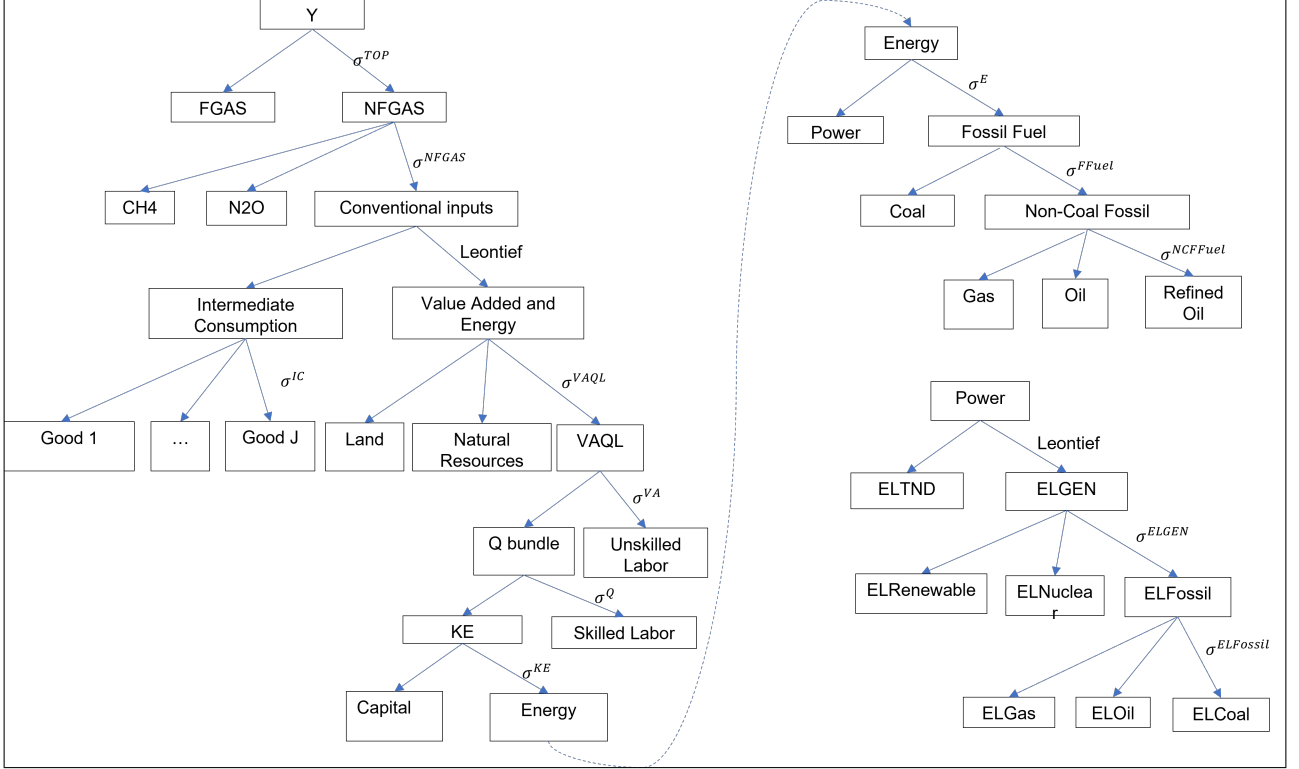 Y
σ^TOP
FGAS
NFGAS
σ^NFGAS
CH4
N2O
Conventional inputs
Leontief
Intermediate
Consumption
Value Added and
Energy
σ^IC
σ^VAQL
Good 1
…
Good J
Land
Natural
Resources
VAQL
σ^VA
Q bundle
Unskilled
Labor
σ^Q
KE
Skilled Labor
σ^KE
Capital
Energy
Energy
σ^E
Power
Fossil Fuel
σ^FFuel
Coal
Non-Coal Fossil
σ^NCFFuel
Gas
Oil
Refined
Oil
Power
Leontief
ELTND
ELGEN
σ^ELGEN
ELRenewable
ELNuclea
r
ELFossil
σ^ELFossil
ELGas
ELOil
ELCoal